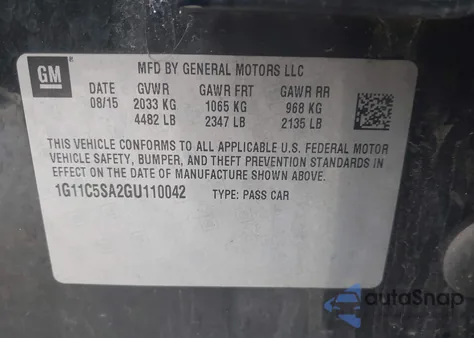 GM®
MFD BY GENERAL MOTORS LLC
DATE GVWR GAWR FRT GAWR RR
08/15 2033 KG 1065 KG 968 KG
4482 LB 2347 LB 2135 LB
THIS VEHICLE CONFORMS TO ALL APPLICABLE U.S. FEDERAL MOTOR
VEHICLE SAFETY, BUMPER, AND THEFT PREVENTION STANDARDS IN
EFFECT ON THE DATE OF MANUFACTURE SHOWN ABOVE.
1G11C5SA2GU110042 TYPE: PASS CAR
autoSnap